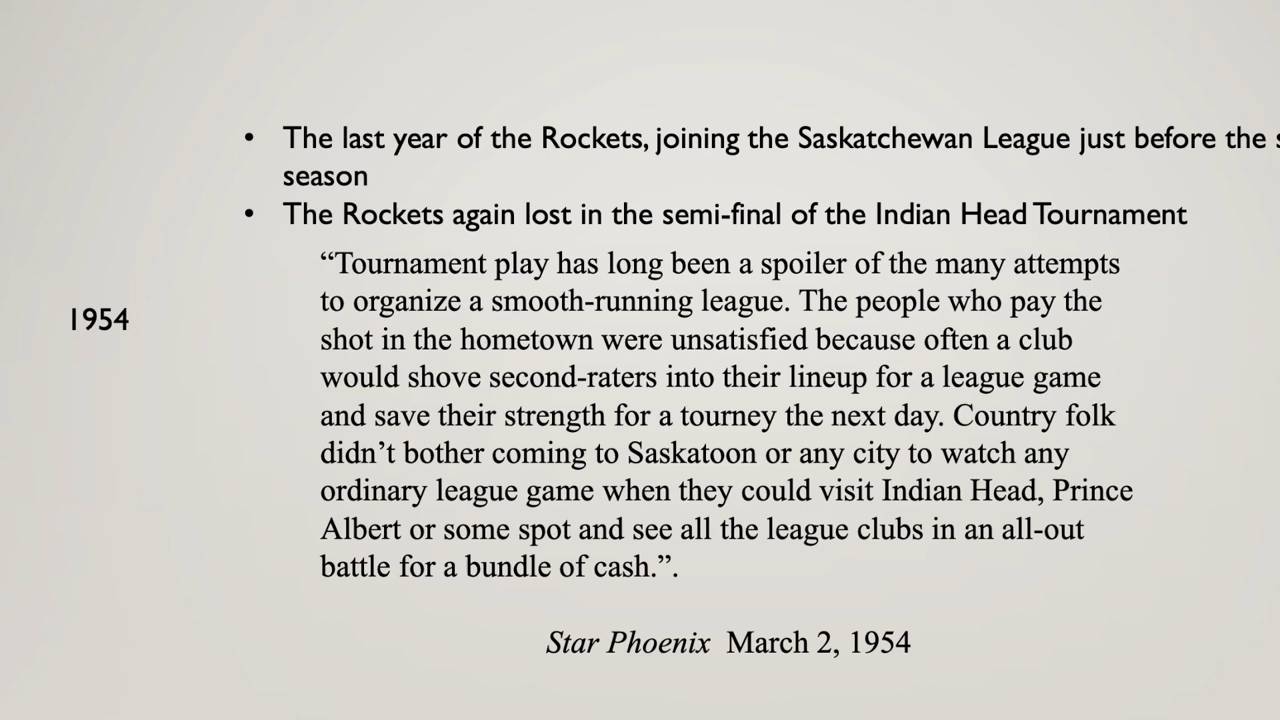 • The last year of the Rockets, joining the Saskatchewan League just before the
season
• The Rockets again lost in the semi-final of the Indian Head Tournament
“Tournament play has long been a spoiler of the many attempts
to organize a smooth-running league. The people who pay the
1954
shot in the hometown were unsatisfied because often a club
would shove second-raters into their lineup for a league game
and save their strength for a tourney the next day. Country folk
didn’t bother coming to Saskatoon or any city to watch any
ordinary league game when they could visit Indian Head, Prince
Albert or some spot and see all the league clubs in an all-out
battle for a bundle of cash.”.
Star Phoenix March 2, 1954